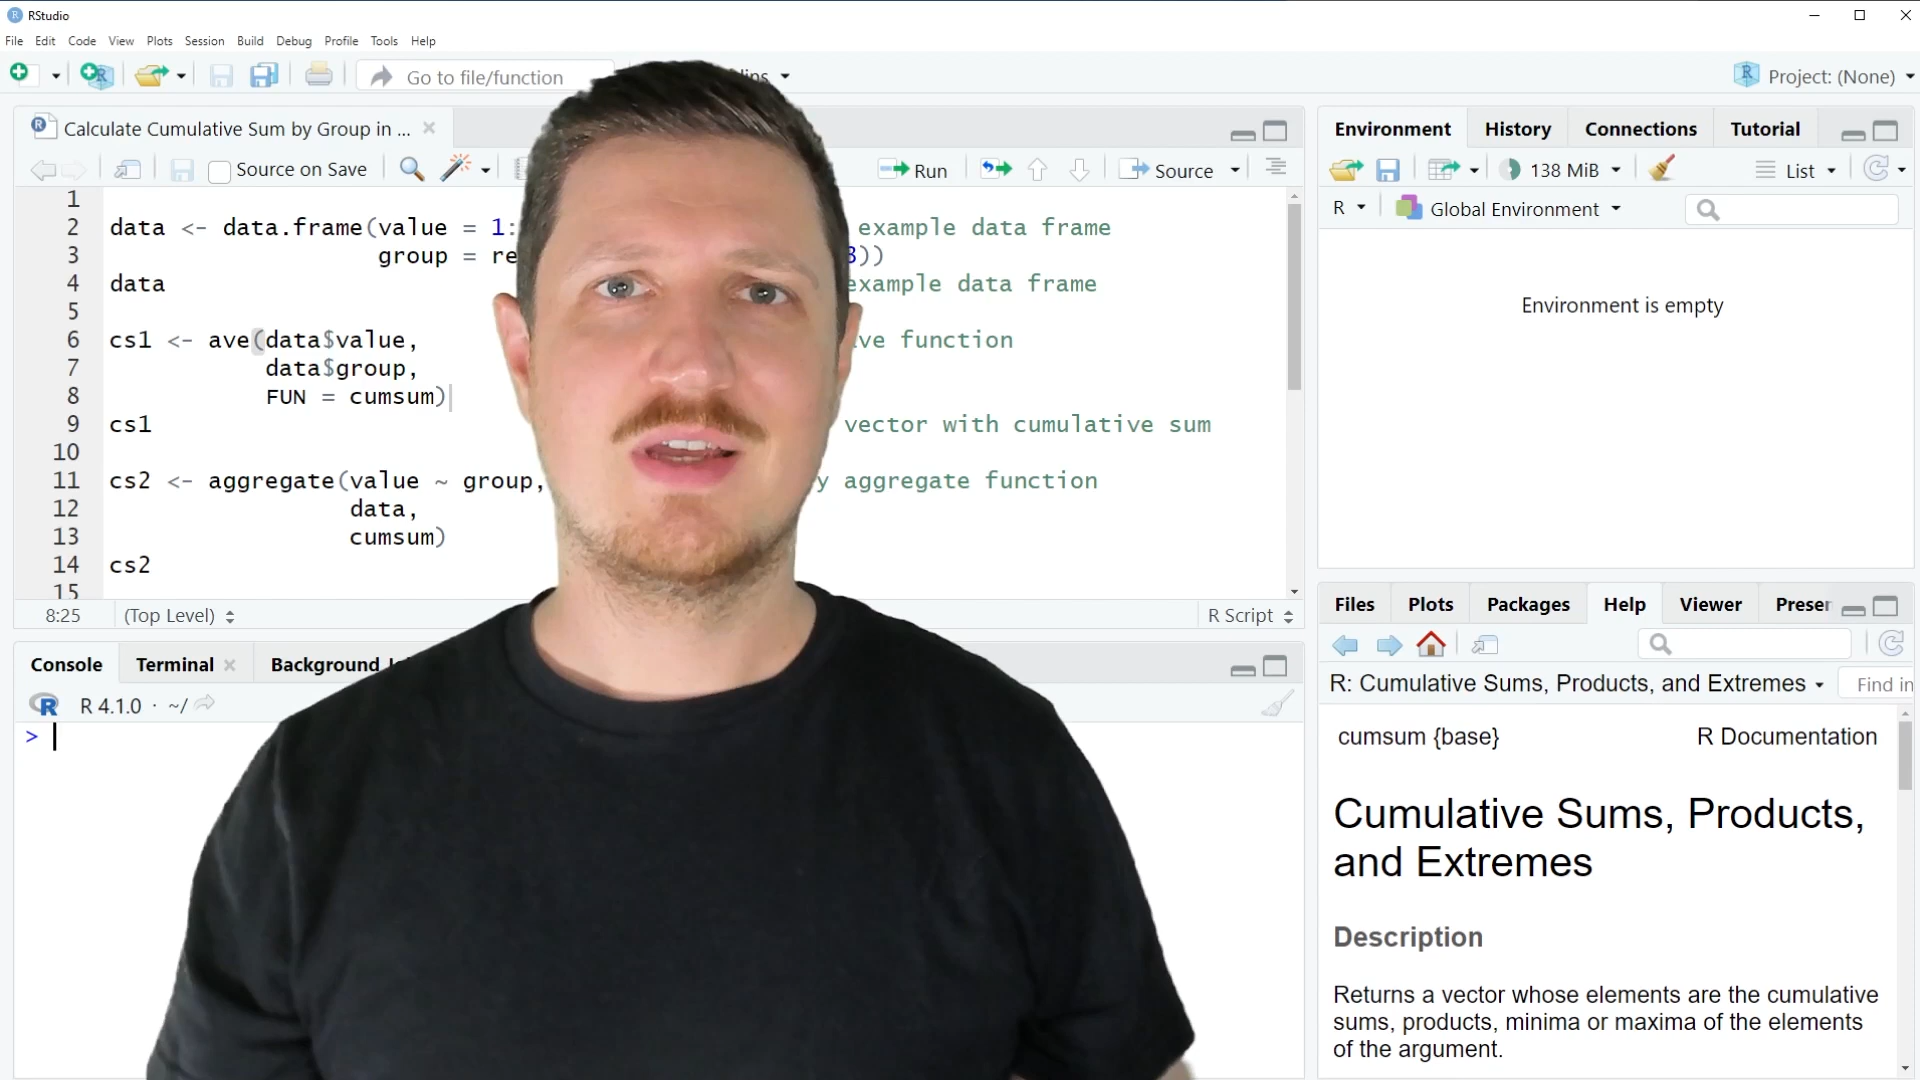 RStudio
File Edit Code View Plots Session Build Debug Profile Tools Help
Go to file/function
Project: (None)
Calculate Cumulative Sum by Group in ...
Source on Save
Run
Source
1
2 data <- data.frame(value = 1: example data frame
3 group = re 3))
4 data example data frame
5
6 cs1 <- ave(data$value, function
7 data$group,
8 FUN = cumsum)
9 cs1 vector with cumulative sum
10
11 cs2 <- aggregate(value ~ group, aggregate function
12 data,
13 cumsum)
14 cs2
15
8:25 (Top Level) R Script
Console Terminal Background
R 4.1.0 · ~/
>
Environment History Connections Tutorial
138 MiB List
R Global Environment
Environment is empty
Files Plots Packages Help Viewer Presen
R: Cumulative Sums, Products, and Extremes Find in
cumsum {base} R Documentation
Cumulative Sums, Products,
and Extremes
Description
Returns a vector whose elements are the cumulative
sums, products, minima or maxima of the elements
of the argument.